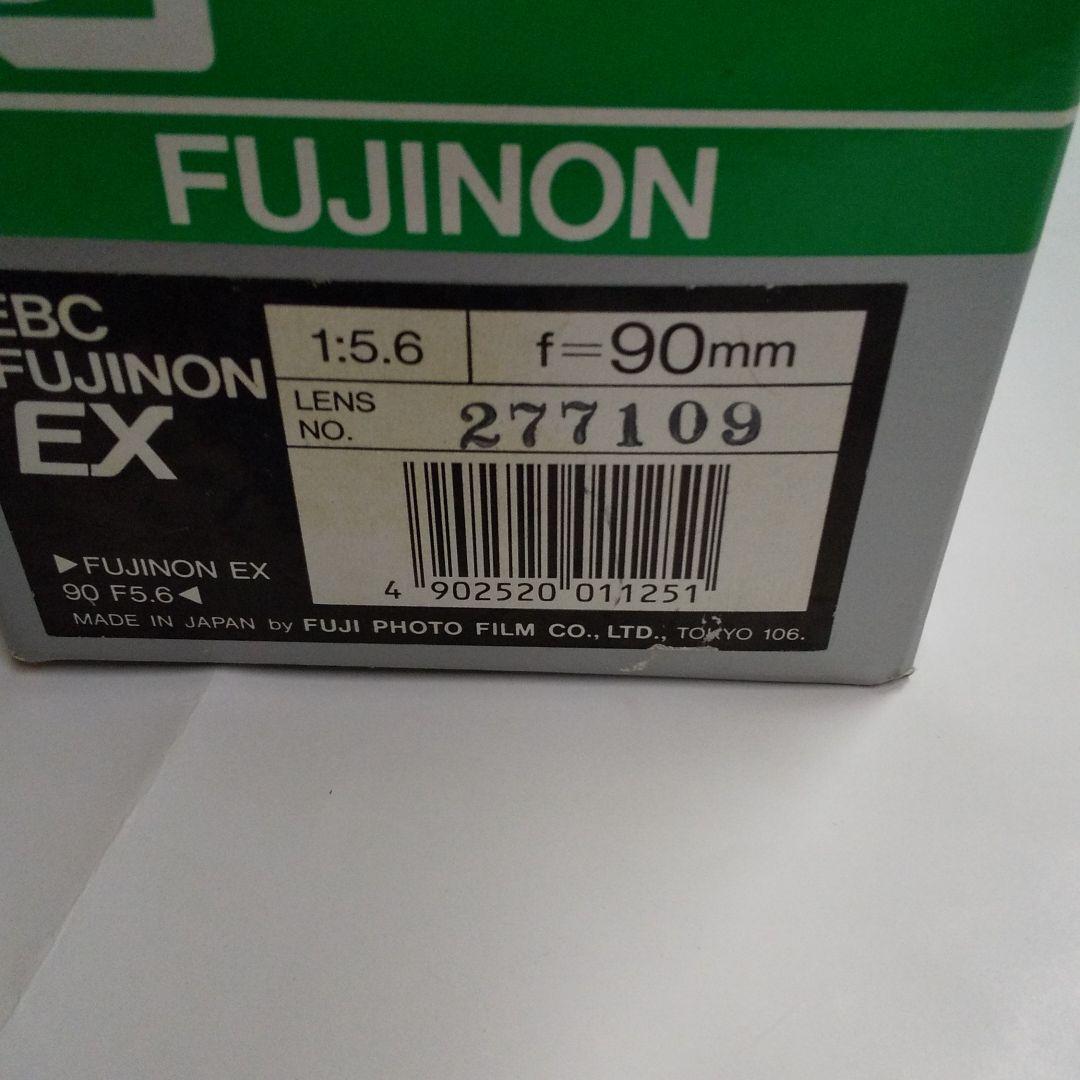 FUJINON
EBC
FUJINON
EX
1:5.6 f=90mm
LENS
NO. 277109
4 902520 011251
▶FUJINON EX
90 F5.6◀
MADE IN JAPAN by FUJI PHOTO FILM CO., LTD., TOKYO 106.